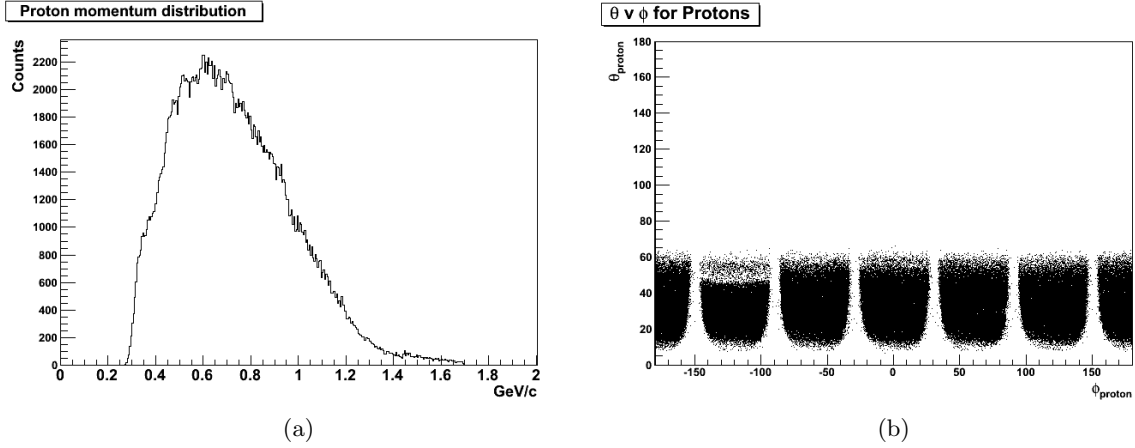 Proton momentum distribution
Counts
2200
2000
1800
1600
1400
1200
1000
800
600
400
200
0
0 0.2 0.4 0.6 0.8 1 1.2 1.4 1.6 1.8 2
GeV/c
(a)
θ v ϕ for Protons
θproton
180
160
140
120
100
80
60
40
20
0
-150 -100 -50 0 50 100 150
ϕproton
(b)